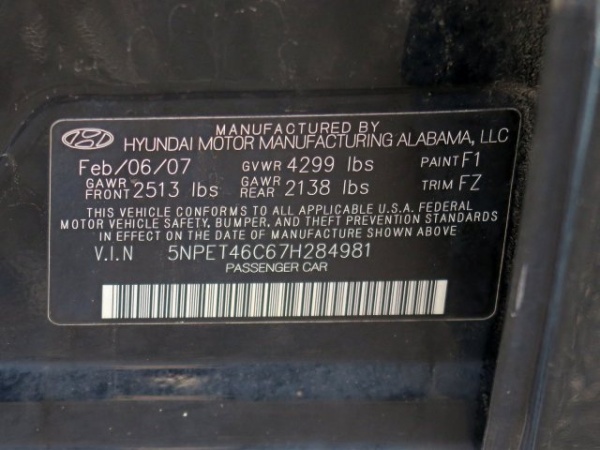 MANUFACTURED BY
HYUNDAI MOTOR MANUFACTURING ALABAMA, LLC
Feb/06/07 GVWR 4299 lbs PAINT F1
GAWR FRONT 2513 lbs GAWR REAR 2138 lbs TRIM FZ
THIS VEHICLE CONFORMS TO ALL APPLICABLE U.S.A. FEDERAL
MOTOR VEHICLE SAFETY, BUMPER, AND THEFT PREVENTION STANDARDS
IN EFFECT ON THE DATE OF MANUFACTURE SHOWN ABOVE
V.I.N 5NPET46C67H284981
PASSENGER CAR